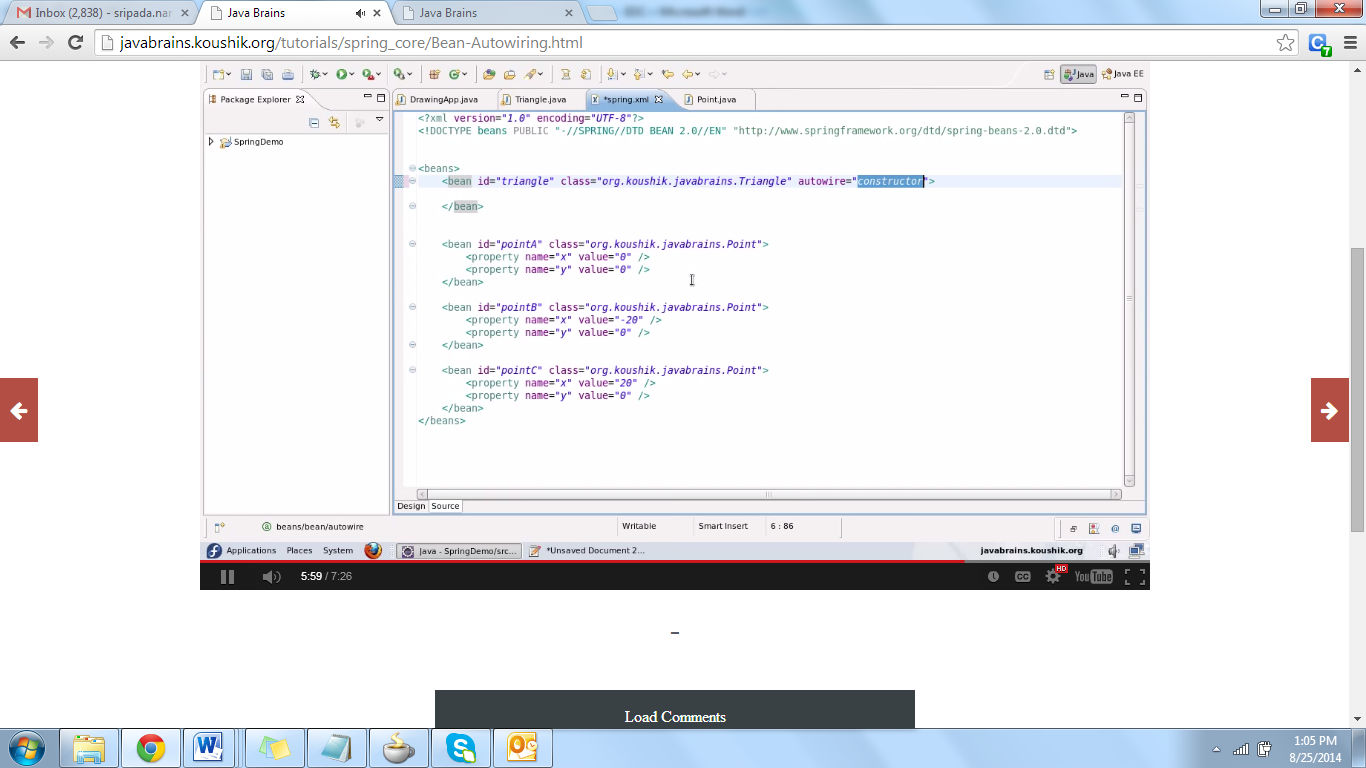 Inbox (2,838) - sripada.nar
Java Brains
Java Brains
javabrains.koushik.org/tutorials/spring_core/Bean-Autowiring.html
7
Java
Java EE
Package Explorer
DrawingApp.java
Triangle.java
*spring.xml
Point.java
SpringDemo
<?xml version="1.0" encoding="UTF-8"?>
<!DOCTYPE beans PUBLIC "-//SPRING//DTD BEAN 2.0//EN" "http://www.springframework.org/dtd/spring-beans-2.0.dtd">
<beans>
<bean id="triangle" class="org.koushik.javabrains.Triangle" autowire="constructor">
</bean>
<bean id="pointA" class="org.koushik.javabrains.Point">
<property name="x" value="0" />
<property name="y" value="0" />
</bean>
<bean id="pointB" class="org.koushik.javabrains.Point">
<property name="x" value="-20" />
<property name="y" value="0" />
</bean>
<bean id="pointC" class="org.koushik.javabrains.Point">
<property name="x" value="20" />
<property name="y" value="0" />
</bean>
</beans>
Design Source
beans/bean/autowire
Writable
Smart Insert
6 : 86
Applications Places System
Java - SpringDemo/src...
*Unsaved Document 2...
javabrains.koushik.org
5:59 / 7:26
CC
HD
YouTube
–
Load Comments
1:05 PM
8/25/2014